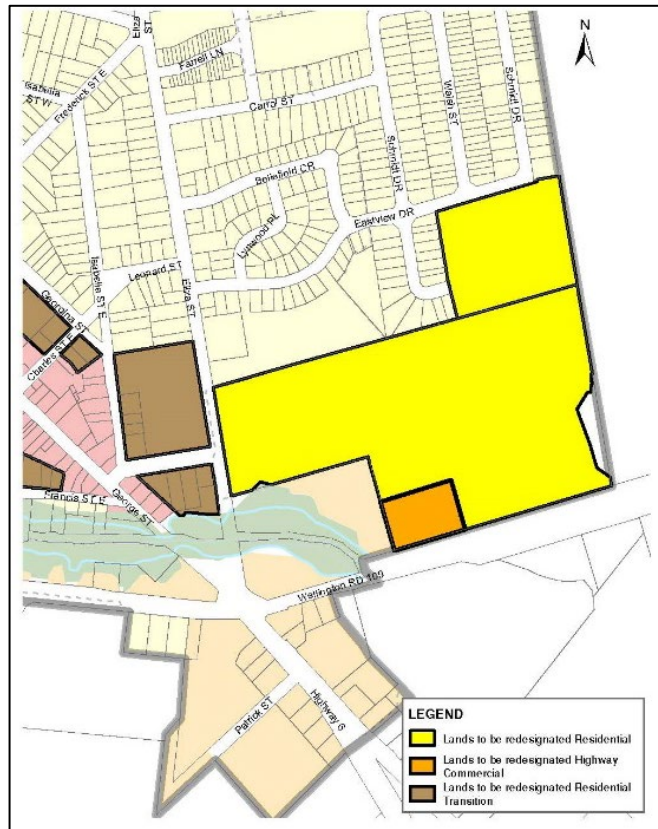 N
Eliza
ST
Isabella
ST W
Frederick ST E
Farrell LN
Carrol ST
Walsh ST
Schmidt DR
Schmidt DR
Bellefield CR
Lynwood PL
Eastview DR
Leonard ST
Isabella ST E
Eliza ST
Georgina ST
Charles ST E
Francis ST E
George ST
Wellington RD 109
Highway 6
Patrick ST
LEGEND
Lands to be redesignated Residential
Lands to be redesignated Highway
Commercial
Lands to be redesignated Residential
Transition